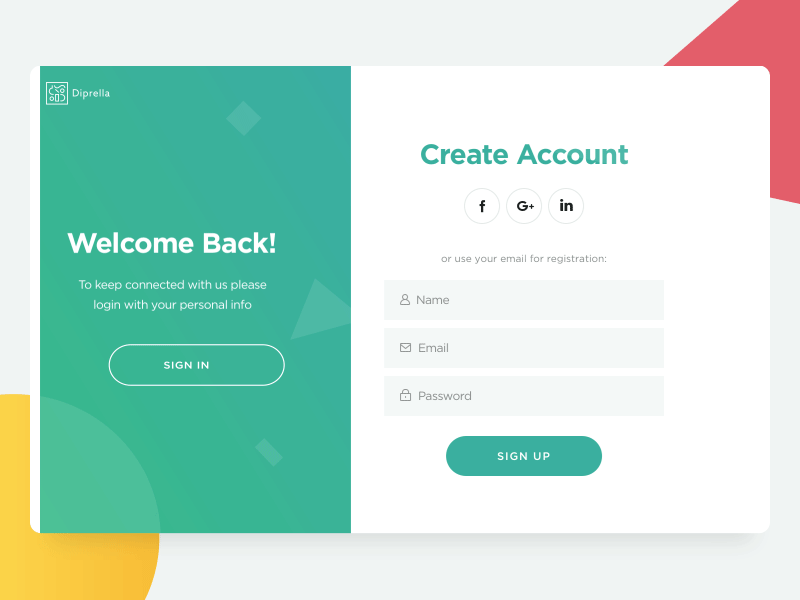 Diprella
Welcome Back!
To keep connected with us please
login with your personal info
SIGN IN
Create Account
f
G+
in
or use your email for registration:
Name
Email
Password
SIGN UP